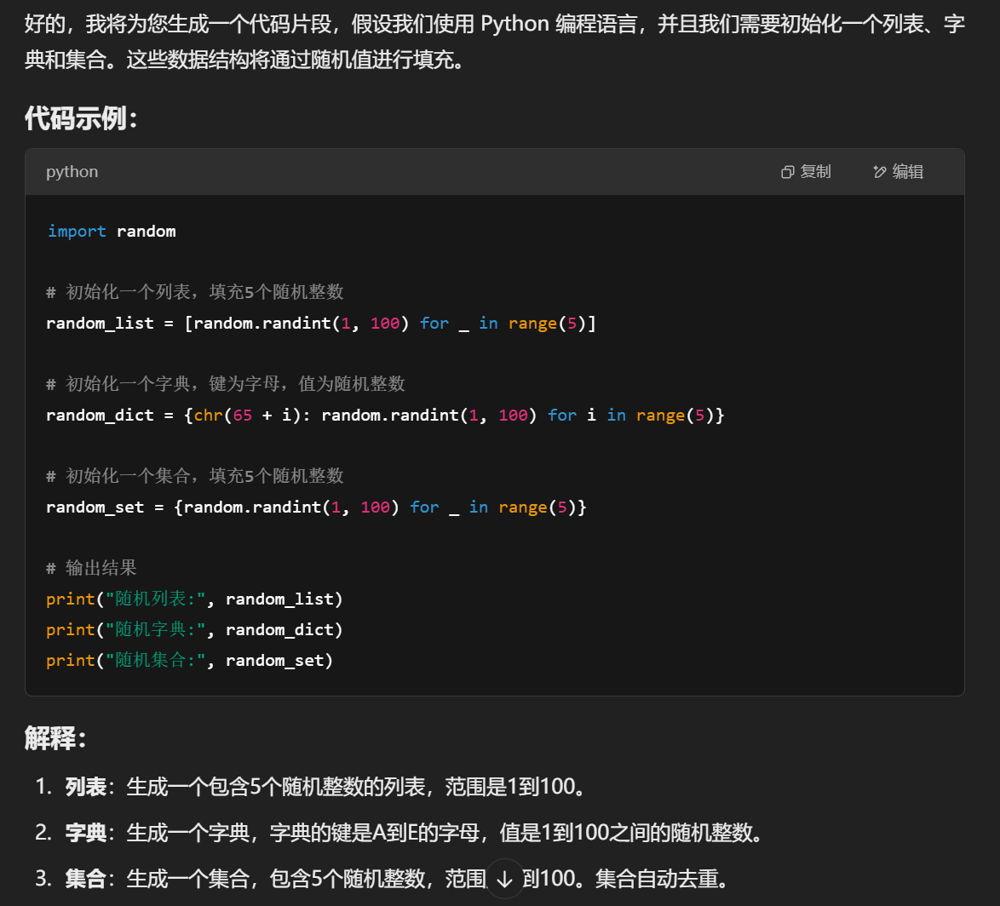 好的，我将为您生成一个代码片段，假设我们使用 Python 编程语言，并且我们需要初始化一个列表、字
典和集合。这些数据结构将通过随机值进行填充。
代码示例：
python 复制 编辑
import random
# 初始化一个列表，填充5个随机整数
random_list = [random.randint(1, 100) for _ in range(5)]
# 初始化一个字典，键为字母，值为随机整数
random_dict = {chr(65 + i): random.randint(1, 100) for i in range(5)}
# 初始化一个集合，填充5个随机整数
random_set = {random.randint(1, 100) for _ in range(5)}
# 输出结果
print("随机列表:", random_list)
print("随机字典:", random_dict)
print("随机集合:", random_set)
解释：
1. 列表：生成一个包含5个随机整数的列表，范围是1到100。
2. 字典：生成一个字典，字典的键是A到E的字母，值是1到100之间的随机整数。
3. 集合：生成一个集合，包含5个随机整数，范围 到100。集合自动去重。